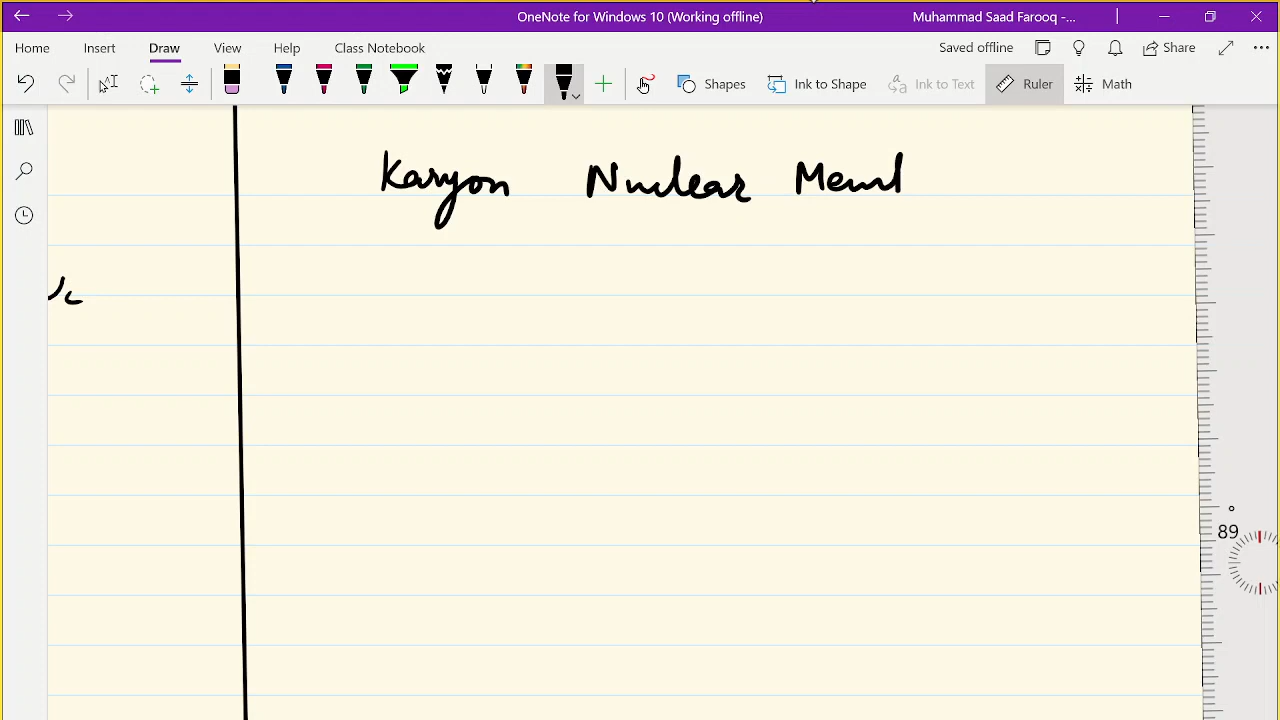 OneNote for Windows 10 (Working offline)
Muhammad Saad Farooq -...
Home Insert Draw View Help Class Notebook
Saved offline Share
Shapes Ink to Shape Ink to Text Ruler Math
Karyon Nuclear Mem
89°